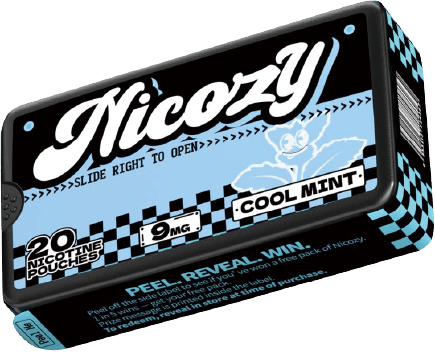 Nicozy
>>>>>>SLIDE RIGHT TO OPEN>>>>>>>>>>>>>>>>
COOL MINT
9MG
20
NICOTINE
POUCHES
PEEL. REVEAL. WIN.
Peel off the side label to see if you've won a free pack of Nicozy.
1 in 5 wins — get your free pack.
Prize message is printed inside the label.
To redeem, reveal in store at time of purchase.